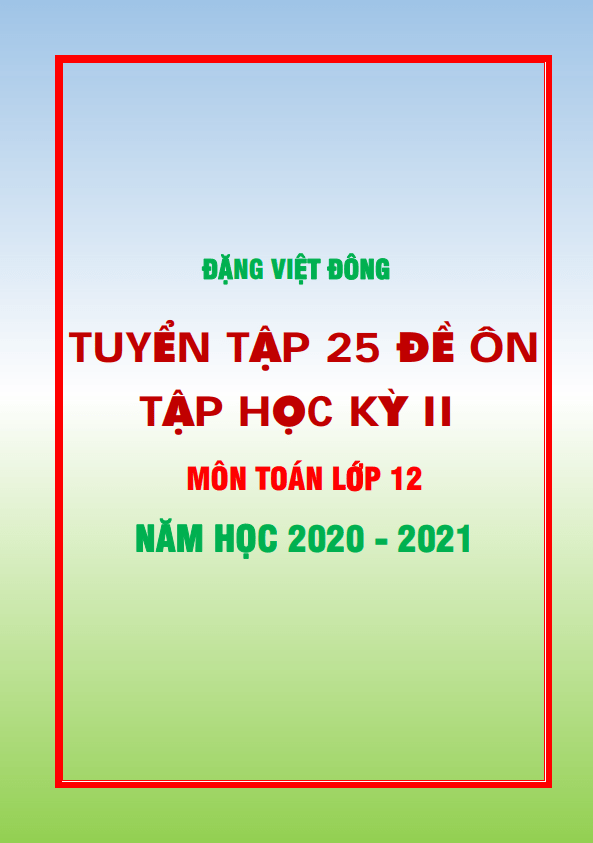 ĐẶNG VIỆT ĐÔNG
TUYỂN TẬP 25 ĐỀ ÔN
TẬP HỌC KỲ II
MÔN TOÁN LỚP 12
NĂM HỌC 2020 - 2021